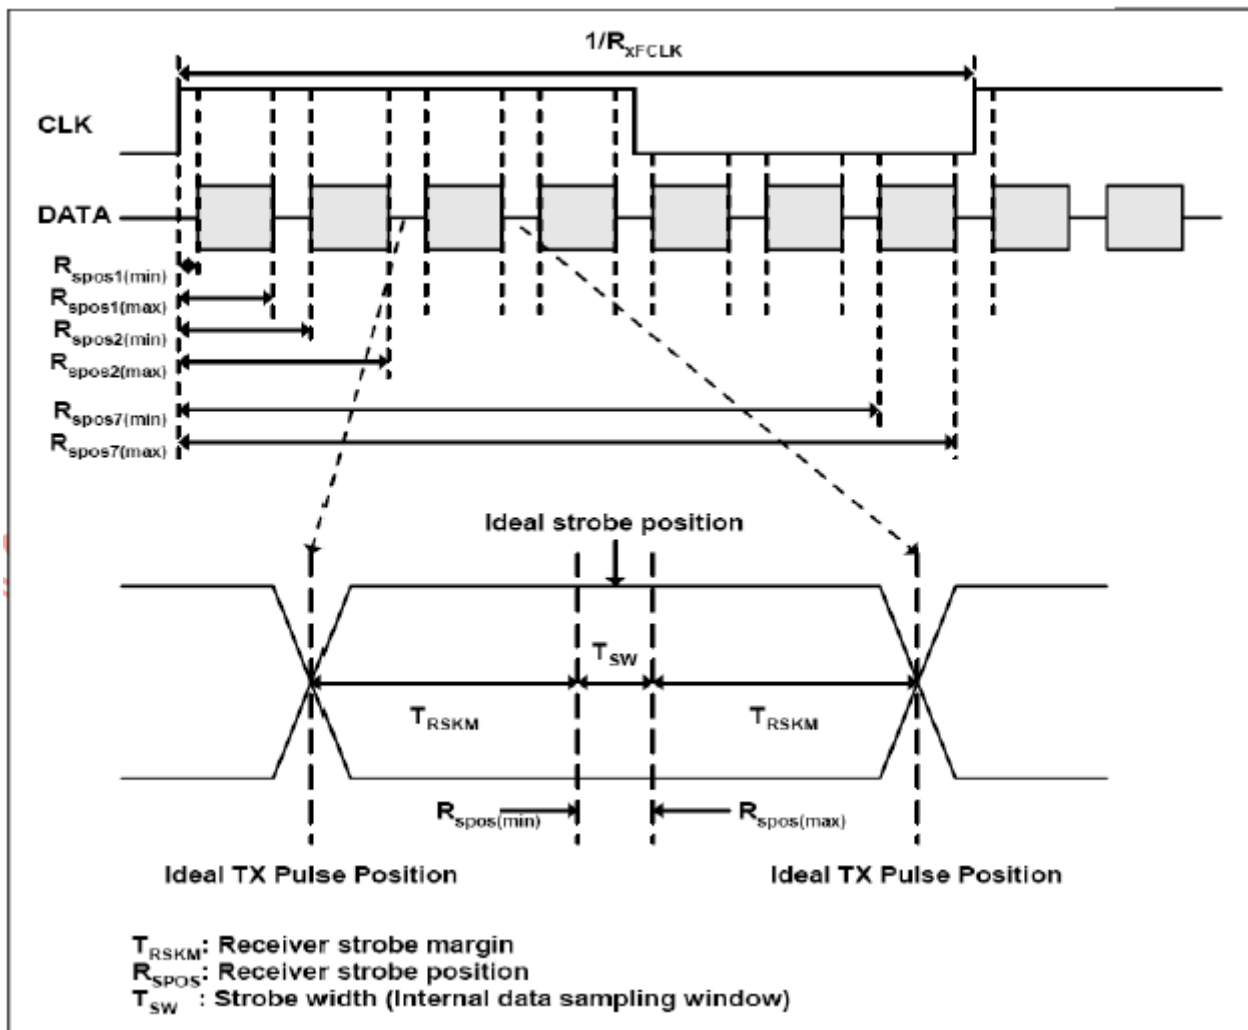 1/RxFCLK
CLK
DATA
Rspos1(min)
Rspos1(max)
Rspos2(min)
Rspos2(max)
Rspos7(min)
Rspos7(max)
Ideal strobe position
TSW
TRSKM TRSKM
Rspos(min) Rspos(max)
Ideal TX Pulse Position Ideal TX Pulse Position
TRSKM: Receiver strobe margin
RSPOS: Receiver strobe position
TSW : Strobe width (Internal data sampling window)